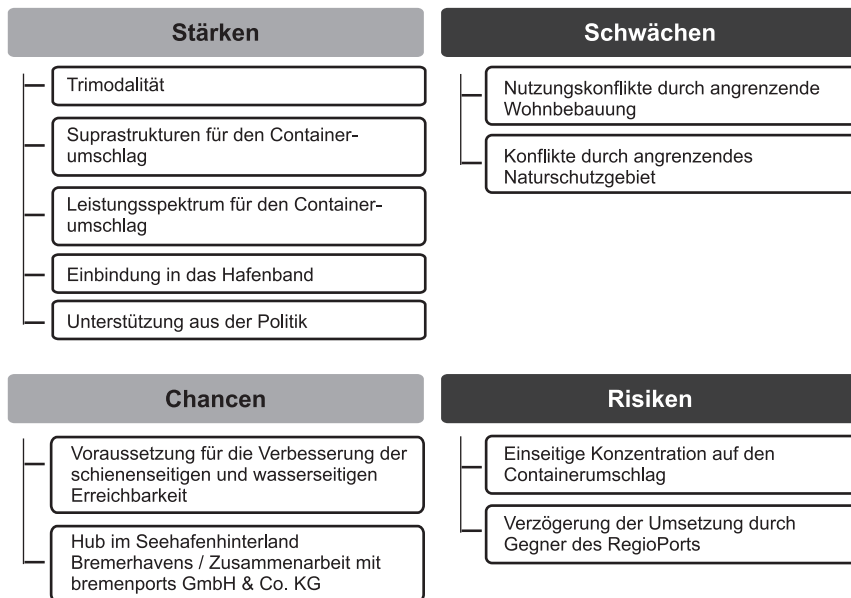 Stärken
Trimodalität
Suprastrukturen für den Container-
umschlag
Leistungsspektrum für den Container-
umschlag
Einbindung in das Hafenband
Unterstützung aus der Politik
Schwächen
Nutzungskonflikte durch angrenzende
Wohnbebauung
Konflikte durch angrenzendes
Naturschutzgebiet
Chancen
Voraussetzung für die Verbesserung der
schienenseitigen und wasserseitigen
Erreichbarkeit
Hub im Seehafenhinterland
Bremerhavens / Zusammenarbeit mit
bremenports GmbH & Co. KG
Risiken
Einseitige Konzentration auf den
Containerumschlag
Verzögerung der Umsetzung durch
Gegner des RegioPorts